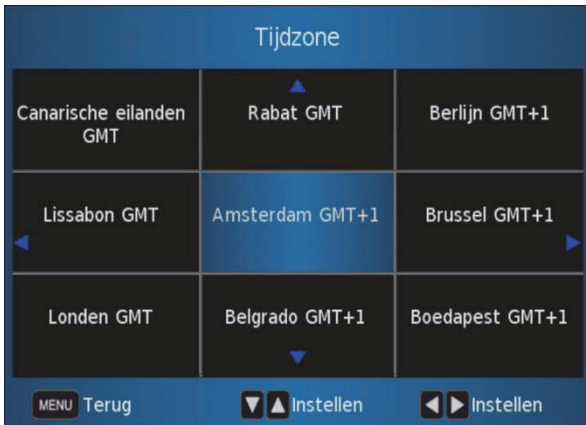 Tijdzone
Canarische eilanden
GMT
Rabat GMT
Berlijn GMT+1
Lissabon GMT
Amsterdam GMT+1
Brussel GMT+1
Londen GMT
Belgrado GMT+1
Boedapest GMT+1
MENU Terug
Instellen
Instellen